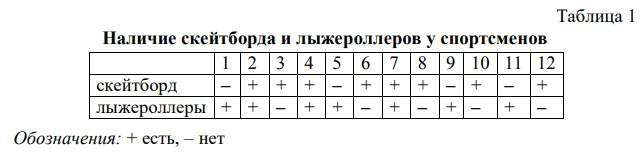 Таблица 1
Наличие скейтборда и лыжероллеров у спортсменов
1 2 3 4 5 6 7 8 9 10 11 12
скейтборд – + + + – + + + – + – +
лыжероллеры + + – + + – + – + – + –
Обозначения: + есть, – нет